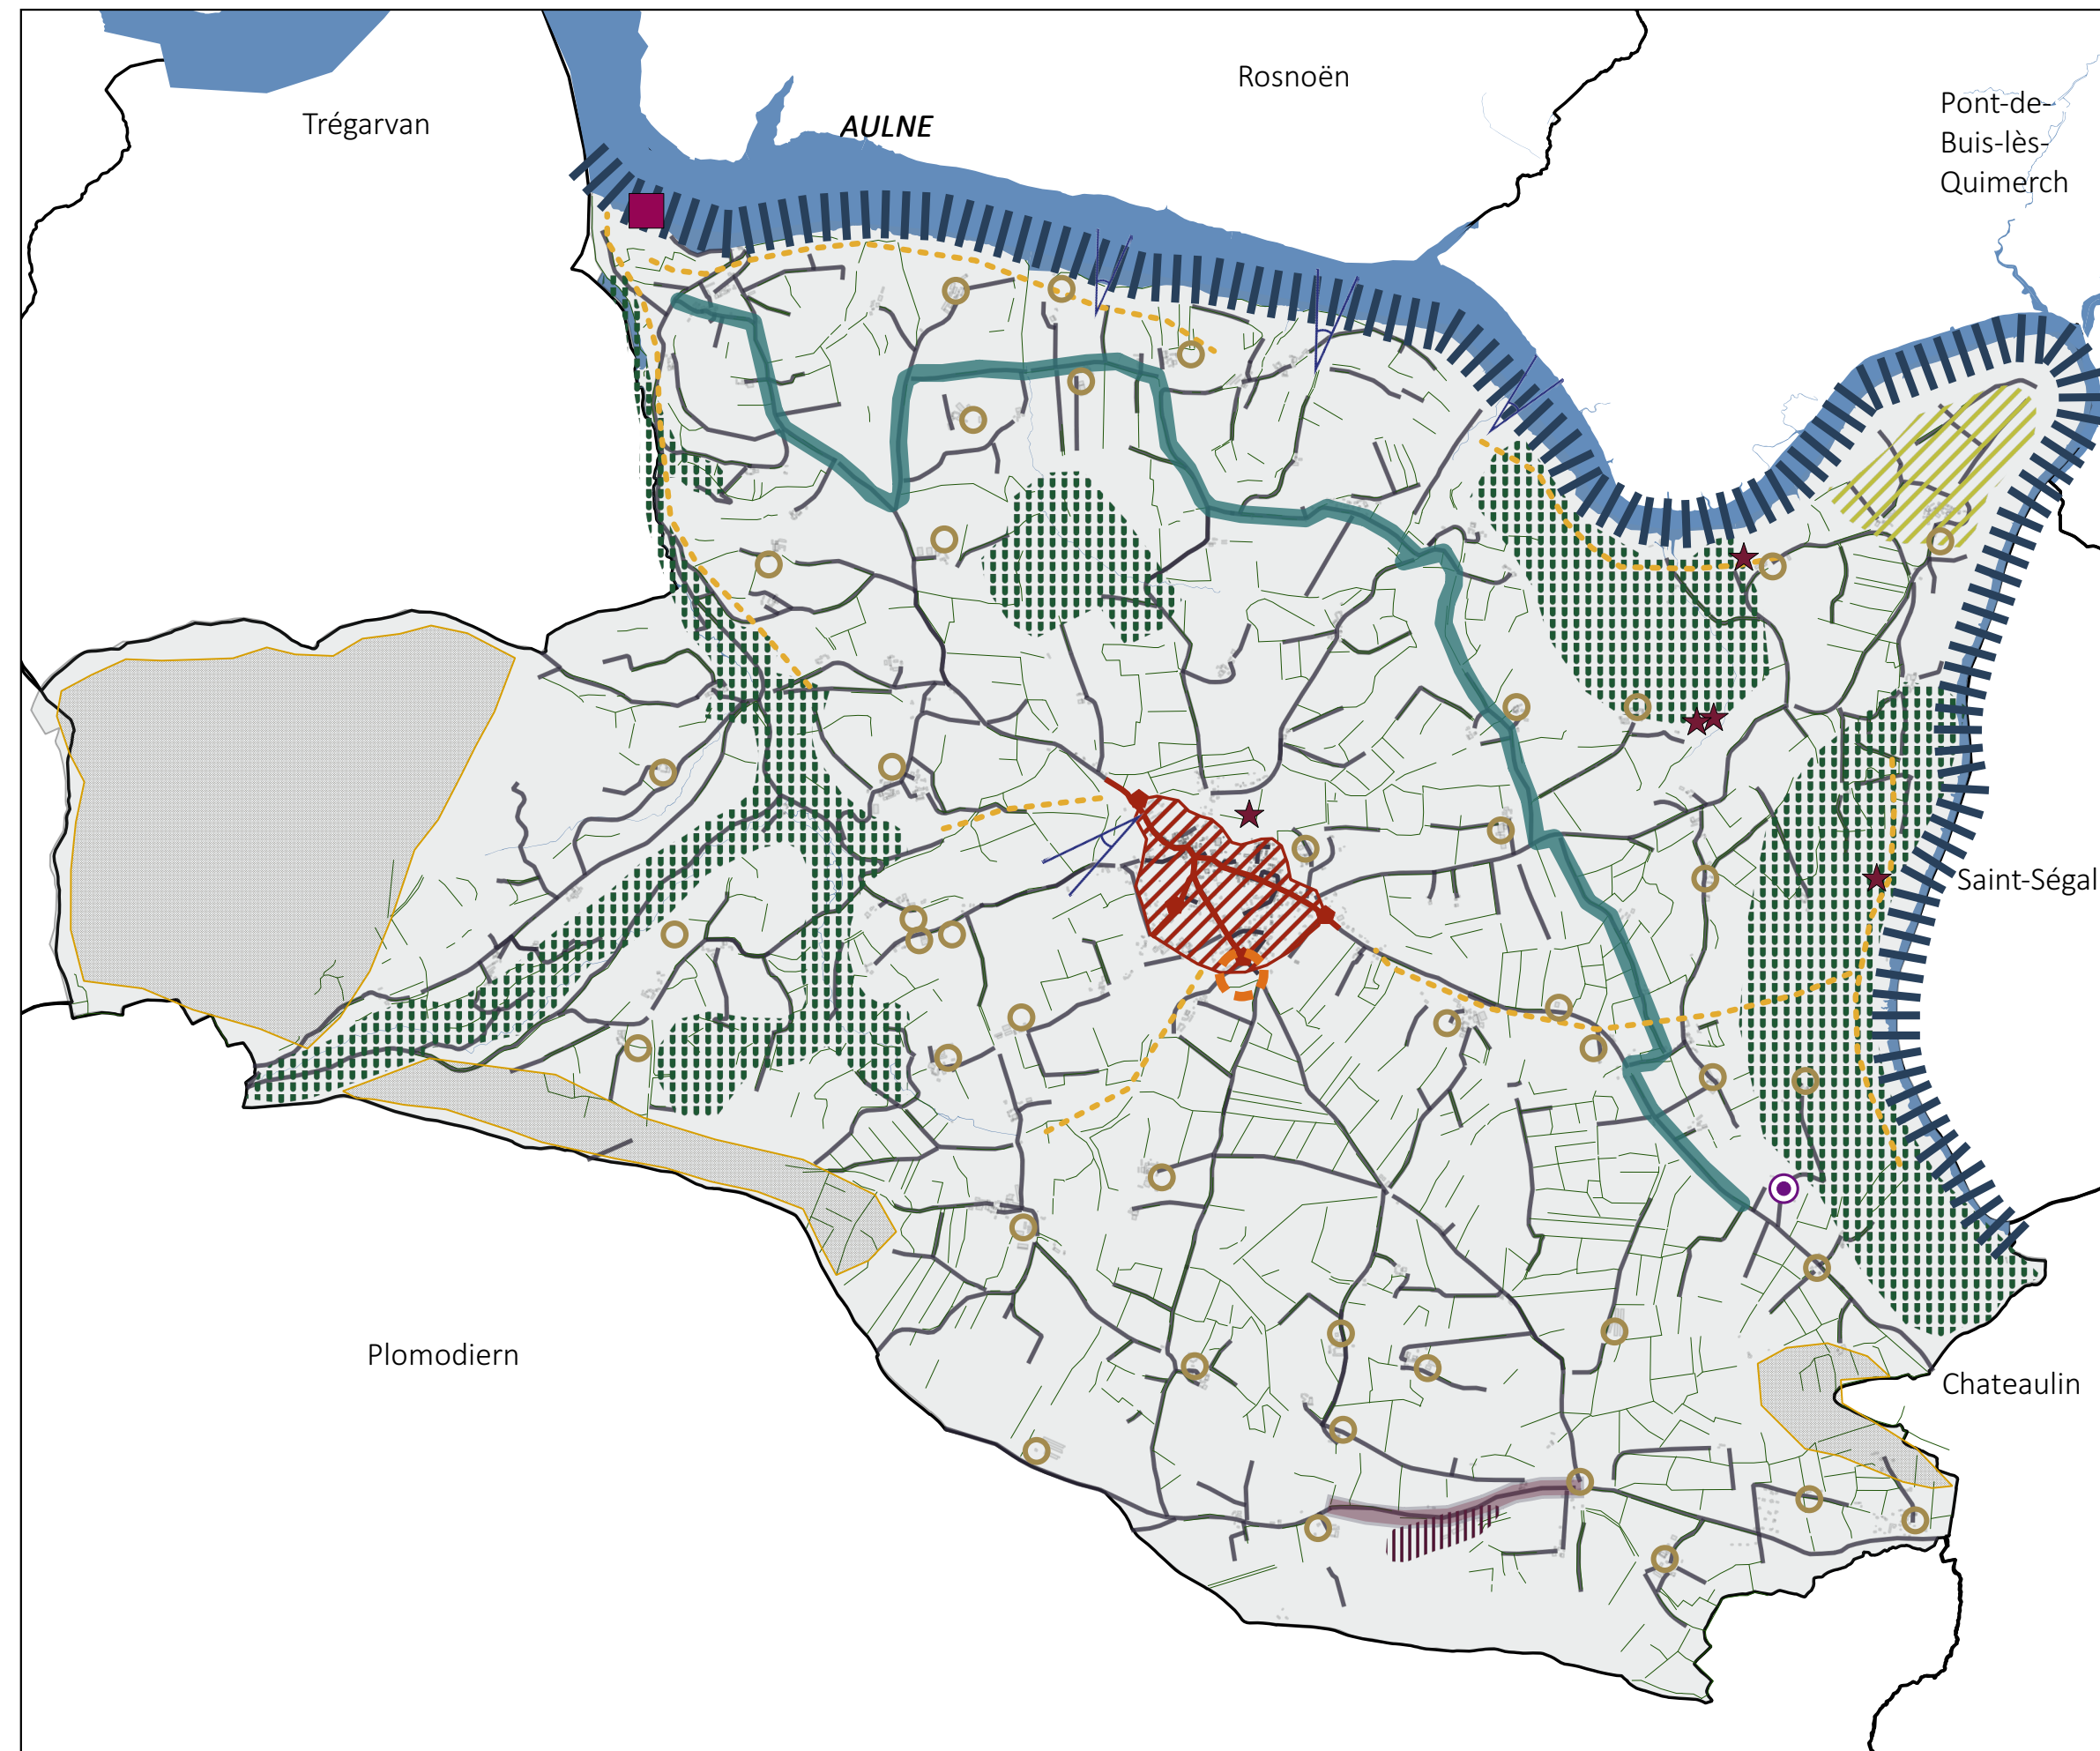 Rosnoën
Pont-de-
Buis-lès-
Quimerch
Trégarvan
AULNE
Saint-Ségal
Plomodiern
Chateaulin